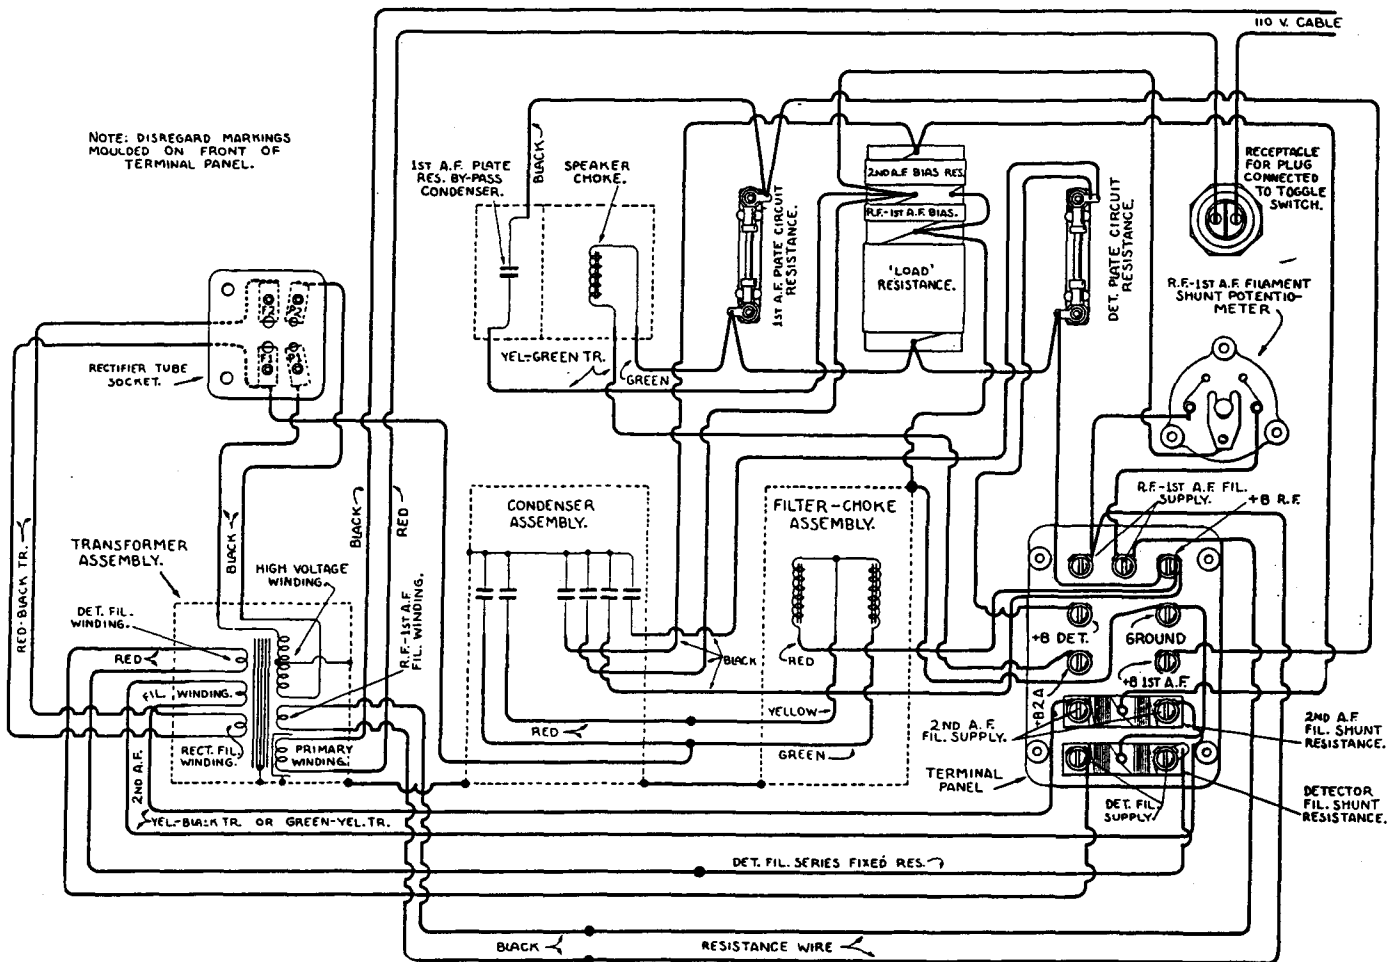 110 V. CABLE
NOTE: DISREGARD MARKINGS
MOULDED ON FRONT OF
TERMINAL PANEL.
1ST A.F. PLATE
RES. BY-PASS
CONDENSER.
BLACK
SPEAKER
CHOKE.
1ST A.F. PLATE CIRCUIT
RESISTANCE.
2ND A.F. BIAS RES.
R.F.-1ST A.F. BIAS.
'LOAD'
RESISTANCE.
DET. PLATE CIRCUIT
RESISTANCE.
RECEPTACLE
FOR PLUG
CONNECTED
TO TOGGLE
SWITCH.
R.F.-1ST A.F. FILAMENT
SHUNT POTENTIO-
METER
RECTIFIER TUBE
SOCKET.
YEL-GREEN TR.
GREEN
RED-BLACK TR.
BLACK
BLACK
RED
TRANSFORMER
ASSEMBLY.
HIGH VOLTAGE
WINDING.
DET. FIL.
WINDING.
R.F.-1ST A.F.
FIL. WINDING.
RED
FIL. WINDING.
RECT. FIL.
WINDING.
PRIMARY
WINDING.
2ND A.F.
CONDENSER
ASSEMBLY.
BLACK
RED
FILTER-CHOKE
ASSEMBLY.
RED
YELLOW
GREEN
R.F.-1ST A.F. FIL.
SUPPLY.
+B R.F.
+B DET.
GROUND
+B 1ST A.F.
+B2A
2ND A.F.
FIL. SUPPLY.
2ND A.F.
FIL. SHUNT
RESISTANCE.
TERMINAL
PANEL
DET. FIL.
SUPPLY.
DETECTOR
FIL. SHUNT
RESISTANCE.
YEL-BLACK TR. OR GREEN-YEL. TR.
DET. FIL. SERIES FIXED RES.
BLACK
RESISTANCE WIRE